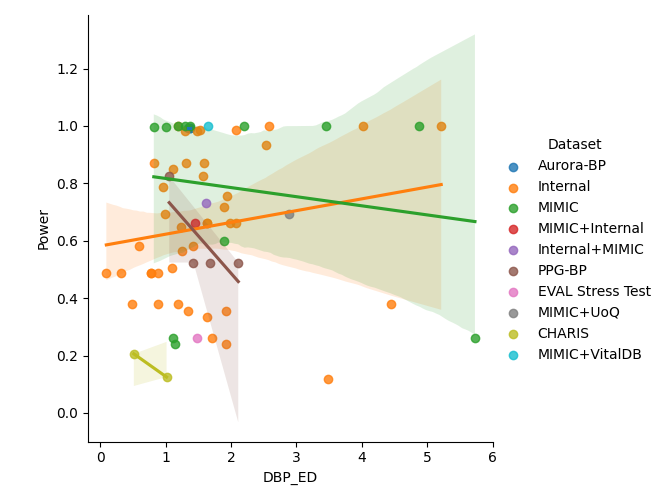 Power
1.2
1.0
0.8
0.6
0.4
0.2
0.0
0 1 2 3 4 5 6
DBP_ED
Dataset
Aurora-BP
Internal
MIMIC
MIMIC+Internal
Internal+MIMIC
PPG-BP
EVAL Stress Test
MIMIC+UoQ
CHARIS
MIMIC+VitalDB